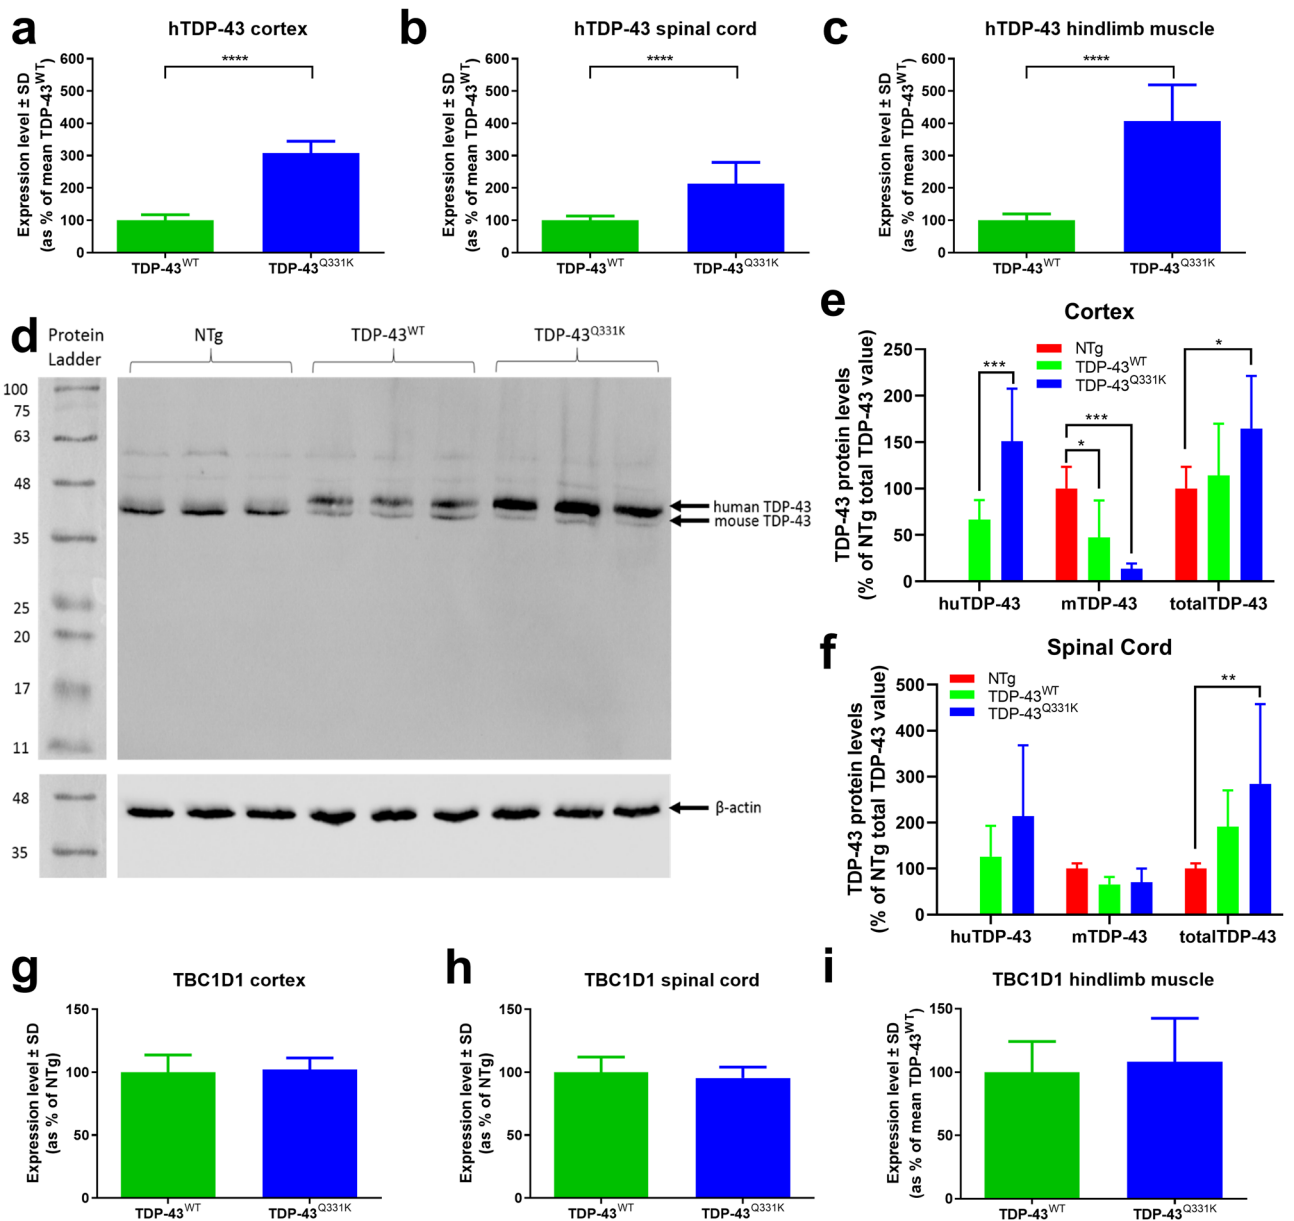 a
hTDP-43 cortex
Expression level ± SD
(as % of mean TDP-43WT)
600
500
400
300
200
100
0
****
TDP-43WT
TDP-43Q331K
b
hTDP-43 spinal cord
Expression level ± SD
(as % of mean TDP-43WT)
600
500
400
300
200
100
0
****
TDP-43WT
TDP-43Q331K
c
hTDP-43 hindlimb muscle
Expression level ± SD
(as % of mean TDP-43WT)
600
500
400
300
200
100
0
****
TDP-43WT
TDP-43Q331K
d
Protein
Ladder
NTg
TDP-43WT
TDP-43Q331K
100
75
63
48
35
25
20
17
11
human TDP-43
mouse TDP-43
48
35
β-actin
e
Cortex
TDP-43 protein levels
(% of NTg total TDP-43 value)
250
200
150
100
50
0
NTg
TDP-43WT
TDP-43Q331K
***
***
*
*
huTDP-43
mTDP-43
totalTDP-43
f
Spinal Cord
TDP-43 protein levels
(% of NTg total TDP-43 value)
500
400
300
200
100
0
NTg
TDP-43WT
TDP-43Q331K
**
huTDP-43
mTDP-43
totalTDP-43
g
TBC1D1 cortex
Expression level ± SD
(as % of NTg)
150
100
50
0
TDP-43WT
TDP-43Q331K
h
TBC1D1 spinal cord
Expression level ± SD
(as % of NTg)
150
100
50
0
TDP-43WT
TDP-43Q331K
i
TBC1D1 hindlimb muscle
Expression level ± SD
(as % of mean TDP-43WT)
150
100
50
0
TDP-43WT
TDP-43Q331K